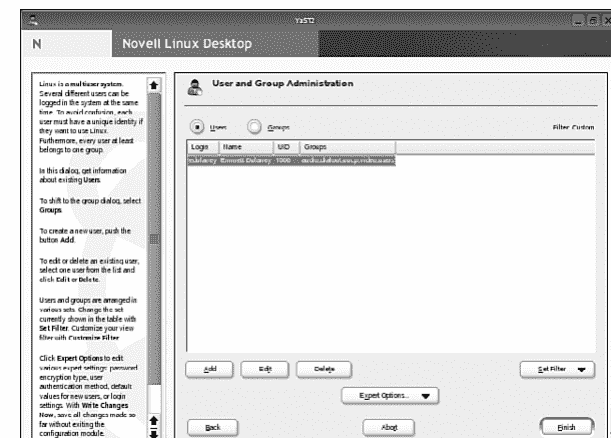 YaST2
N
Novell Linux Desktop
Linux is a multiuser system.
Several different users can be
logged in the system at the same
time. To avoid confusion, each
user must have a unique identity if
they want to use Linux.
Furthermore, every user at least
belongs to one group.
In this dialog, get information
about existing Users.
To shift to the group dialog, select
Groups.
To create a new user, push the
button Add.
To edit or delete an existing user,
select one user from the list and
click Edit or Delete.
Users and groups are arranged in
various sets. Change the set
currently shown in the table with
Set Filter. Customize your view
filter with Customize Filter.
Click Expert Options to edit
various expert settings: password
encryption type, user
authentication method, default
values for new users, or login
settings. With Write Changes
Now, save all changes made so
far without exiting the
configuration module.
User and Group Administration
Users
Groups
Filter: Custom
Login Name UID Groups
1000
Add
Edit
Delete
Set Filter
Expert Options...
Back
Abort
Finish